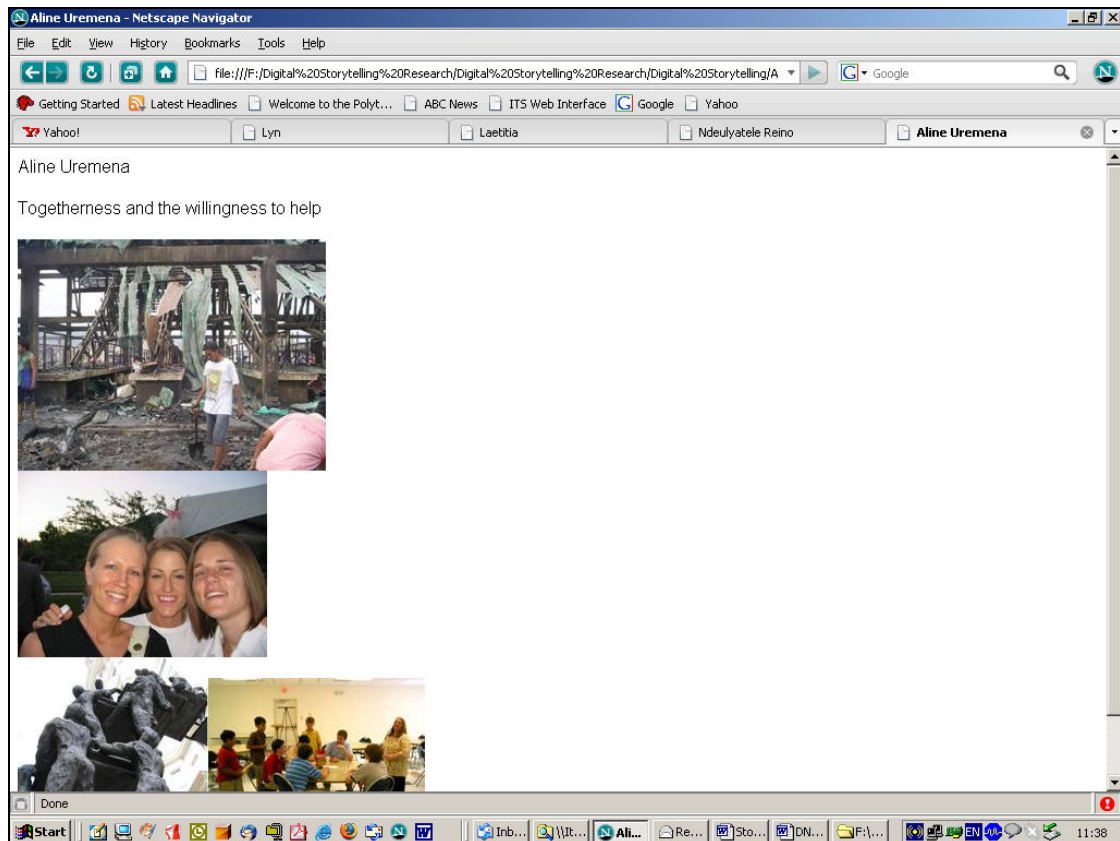 Aline Uremena - Netscape Navigator
File Edit View History Bookmarks Tools Help
file:///F:/Digital%20Storytelling%20Research/Digital%20Storytelling%20Research/Digital%20Storytelling/A
G Google
Getting Started Latest Headlines Welcome to the Polyt... ABC News ITS Web Interface G Google Yahoo
Y! Yahoo! Lyn Laetitia Ndeulyatele Reino Aline Uremena
Aline Uremena
Togetherness and the willingness to help
Done
Start Inb... \\It... Ali... Re... Sto... DN... F:\... EN 11:38